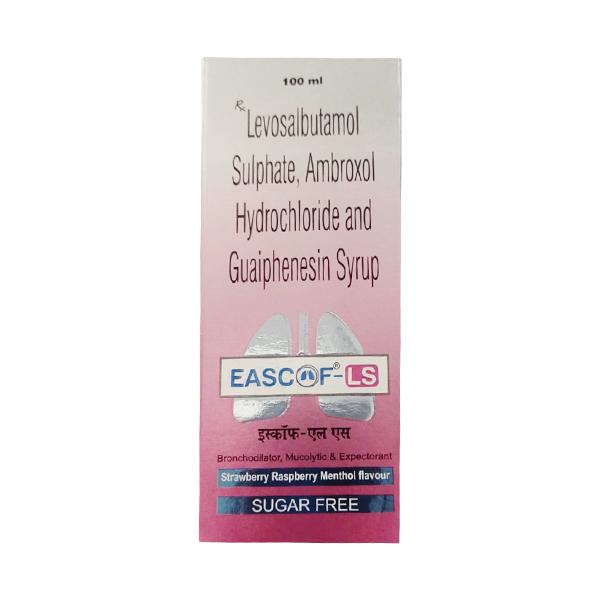 100 ml
Rx Levosalbutamol
Sulphate, Ambroxol
Hydrochloride and
Guaiphenesin Syrup
EASCOF®-LS
इस्कॉफ-एल एस
Bronchodilator, Mucolytic & Expectorant
Strawberry Raspberry Menthol flavour
SUGAR FREE